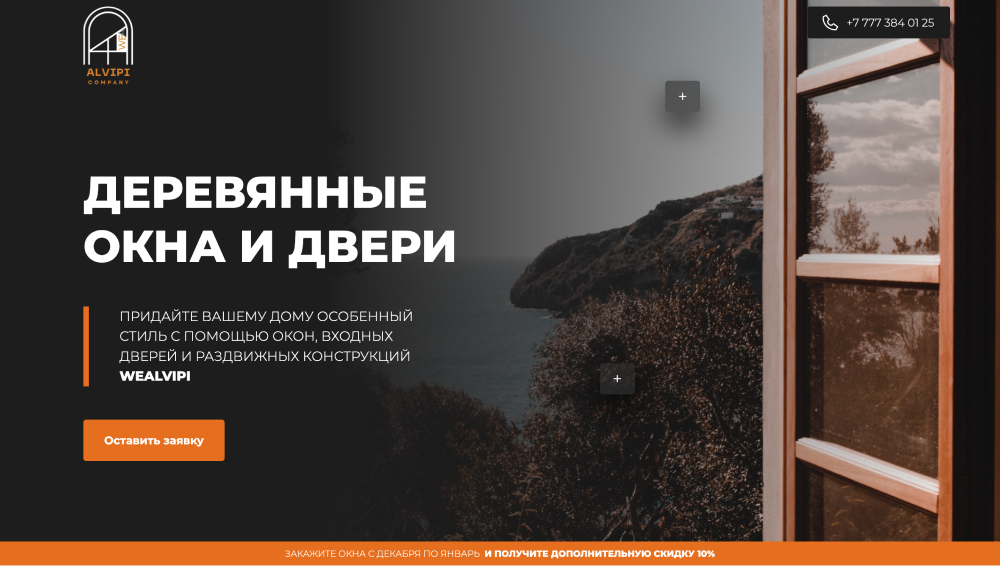 WE
ALVIPI
COMPANY
+7 777 384 01 25
+
ДЕРЕВЯННЫЕ
ОКНА И ДВЕРИ
ПРИДАЙТЕ ВАШЕМУ ДОМУ ОСОБЕННЫЙ
СТИЛЬ С ПОМОЩЬЮ ОКОН, ВХОДНЫХ
ДВЕРЕЙ И РАЗДВИЖНЫХ КОНСТРУКЦИЙ
WEALVIPI
+
Оставить заявку
ЗАКАЖИТЕ ОКНА С ДЕКАБРЯ ПО ЯНВАРЬ И ПОЛУЧИТЕ ДОПОЛНИТЕЛЬНУЮ СКИДКУ 10%